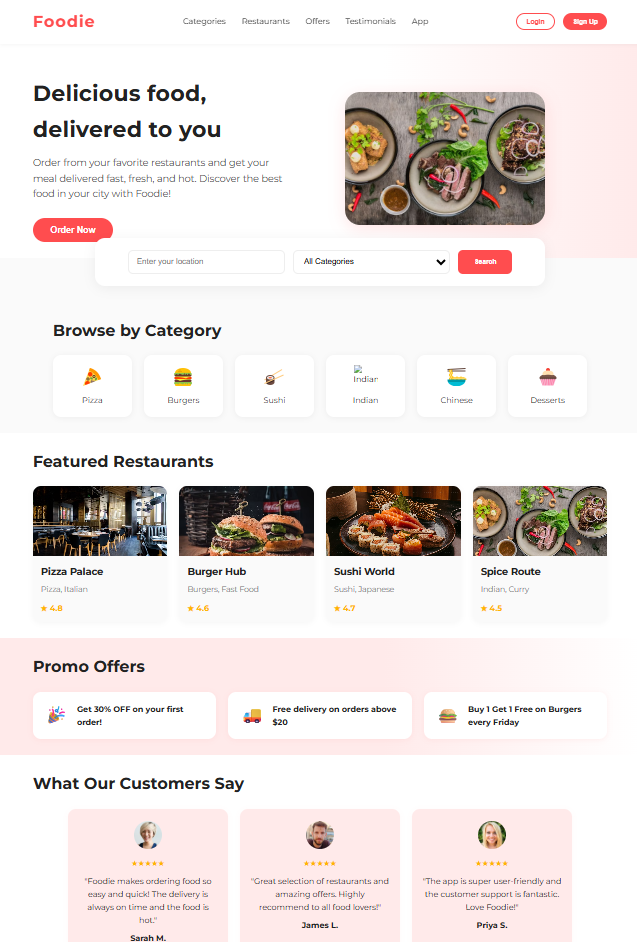 Foodie
Categories
Restaurants
Offers
Testimonials
App
Login
Sign Up
Delicious food,
delivered to you
Order from your favorite restaurants and get your
meal delivered fast, fresh, and hot. Discover the best
food in your city with Foodie!
Order Now
Enter your location
All Categories
Search
Browse by Category
Pizza
Burgers
Sushi
Indian
Indian
Chinese
Desserts
Featured Restaurants
Pizza Palace
Pizza, Italian
★ 4.8
Burger Hub
Burgers, Fast Food
★ 4.6
Sushi World
Sushi, Japanese
★ 4.7
Spice Route
Indian, Curry
★ 4.5
Promo Offers
Get 30% OFF on your first
order!
Free delivery on orders above
$20
Buy 1 Get 1 Free on Burgers
every Friday
What Our Customers Say
★★★★★
"Foodie makes ordering food so
easy and quick! The delivery is
always on time and the food is
hot."
Sarah M.
★★★★★
"Great selection of restaurants and
amazing offers. Highly
recommend to all food lovers!"
James L.
★★★★★
"The app is super user-friendly and
the customer support is fantastic.
Love Foodie!"
Priya S.